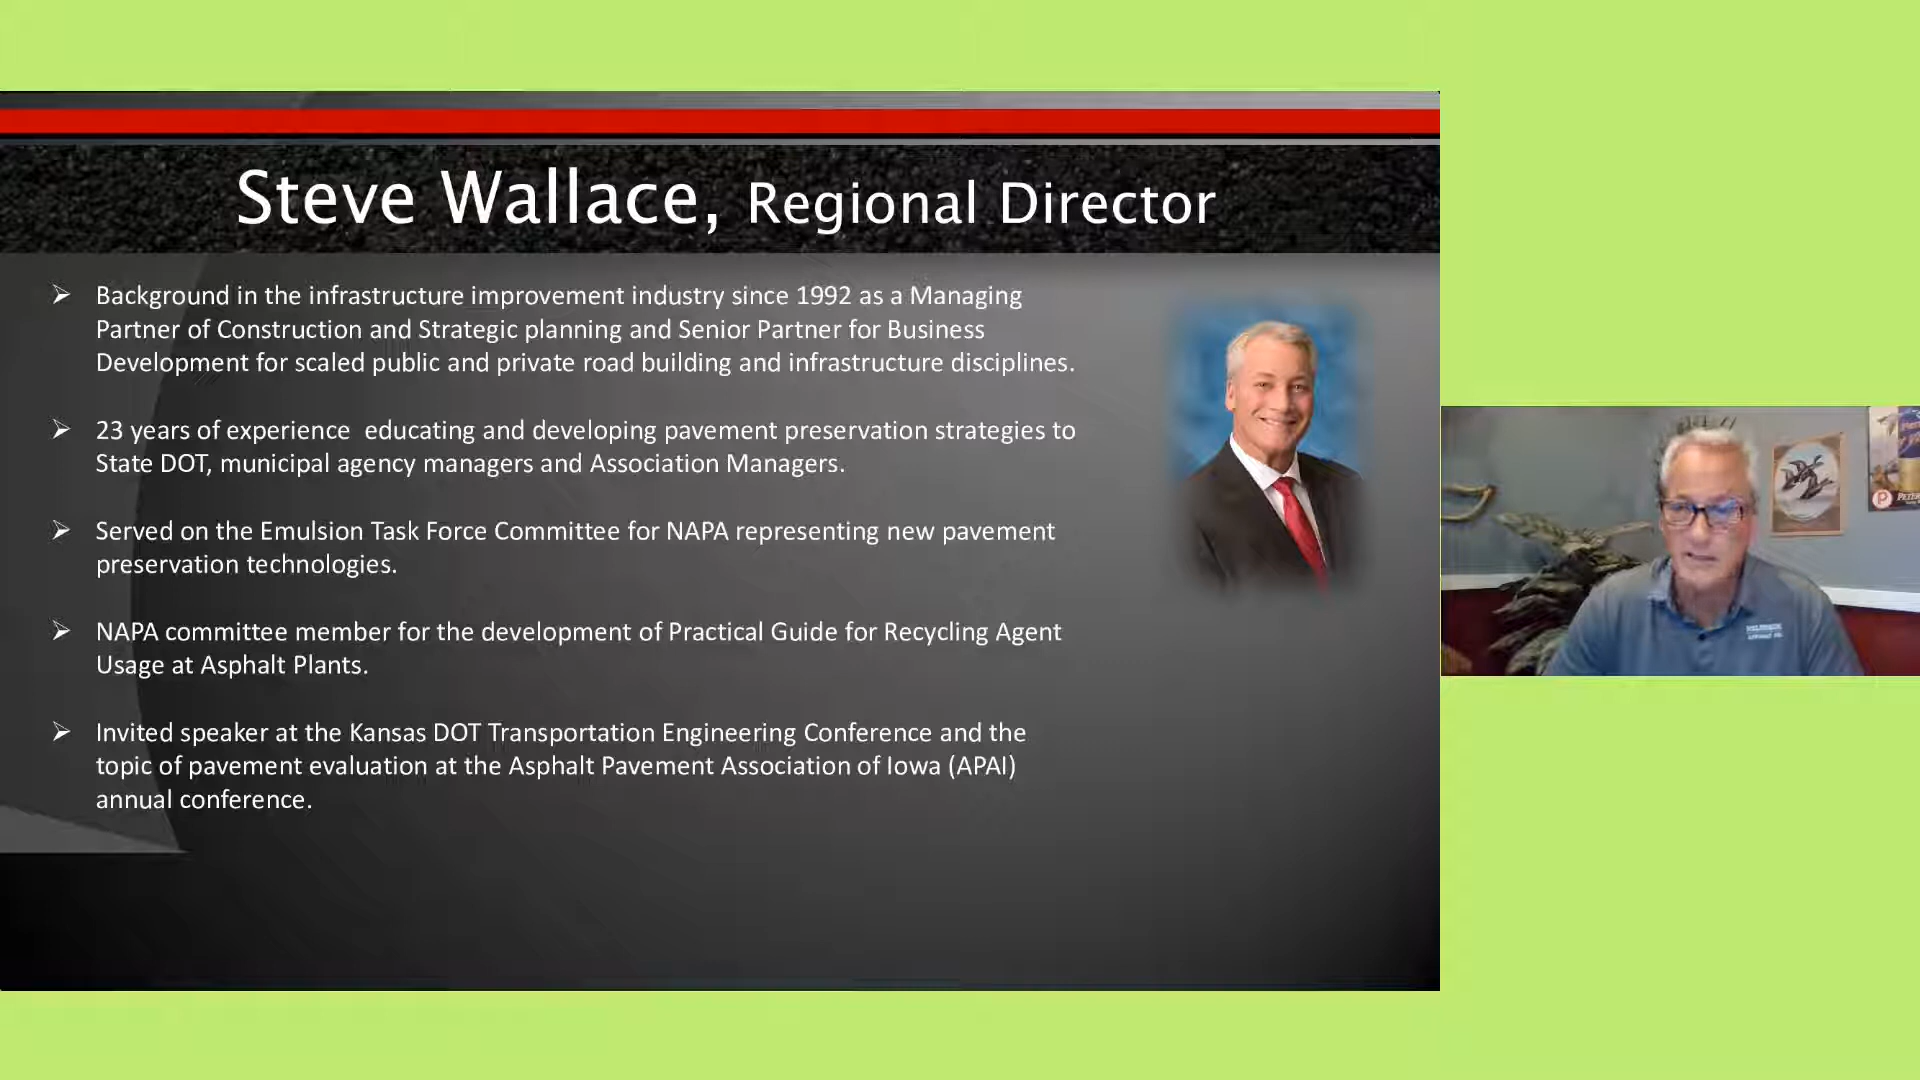 Steve Wallace, Regional Director
➢ Background in the infrastructure improvement industry since 1992 as a Managing
Partner of Construction and Strategic planning and Senior Partner for Business
Development for scaled public and private road building and infrastructure disciplines.
➢ 23 years of experience  educating and developing pavement preservation strategies to
State DOT, municipal agency managers and Association Managers.
➢ Served on the Emulsion Task Force Committee for NAPA representing new pavement
preservation technologies.
➢ NAPA committee member for the development of Practical Guide for Recycling Agent
Usage at Asphalt Plants.
➢ Invited speaker at the Kansas DOT Transportation Engineering Conference and the
topic of pavement evaluation at the Asphalt Pavement Association of Iowa (APAI)
annual conference.